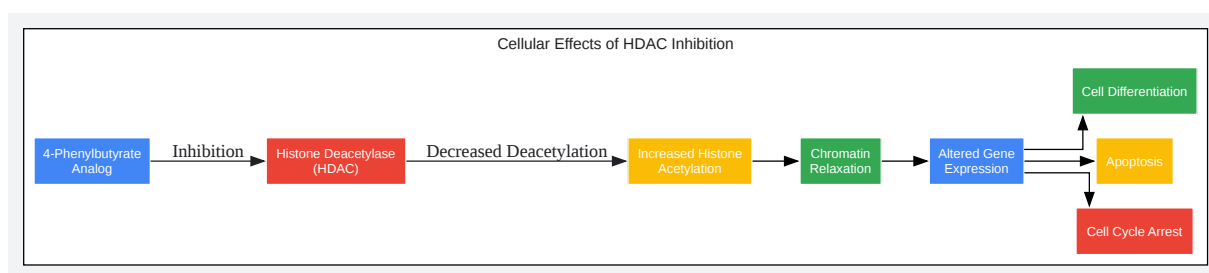 Cellular Effects of HDAC Inhibition
4-Phenylbutyrate
Analog
Inhibition
Histone Deacetylase
(HDAC)
Decreased Deacetylation
Increased Histone
Acetylation
Chromatin
Relaxation
Altered Gene
Expression
Cell Differentiation
Apoptosis
Cell Cycle Arrest